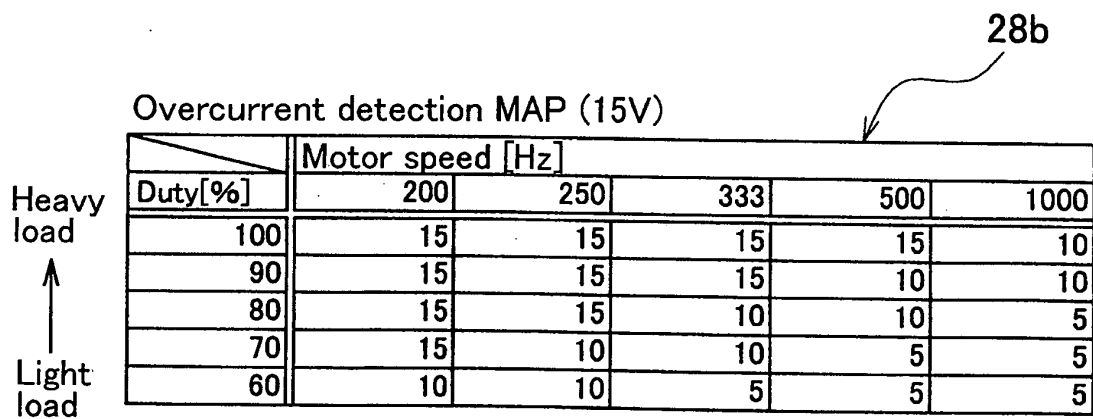 28b
Overcurrent detection MAP (15V)
Motor speed [Hz]
Duty[%] 200 250 333 500 1000
Heavy load
100 15 15 15 15 10
90 15 15 15 10 10
80 15 15 10 10 5
70 15 10 10 5 5
Light load
60 10 10 5 5 5